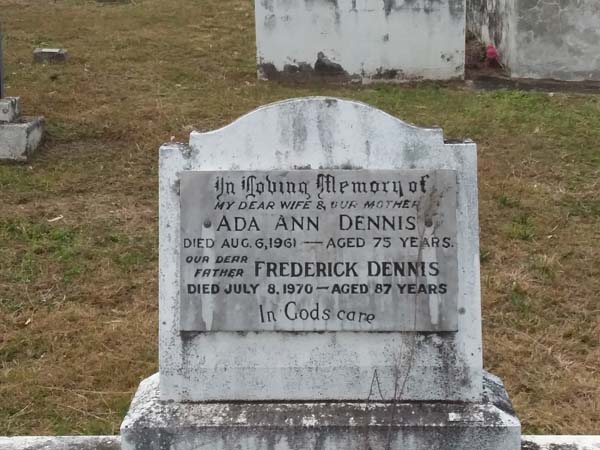 In Loving Memory of
MY DEAR WIFE & OUR MOTHER
ADA ANN DENNIS
DIED AUG. 6, 1961 — AGED 75 YEARS.
OUR DEAR
FATHER FREDERICK DENNIS
DIED JULY 8, 1970 — AGED 87 YEARS
In Gods care